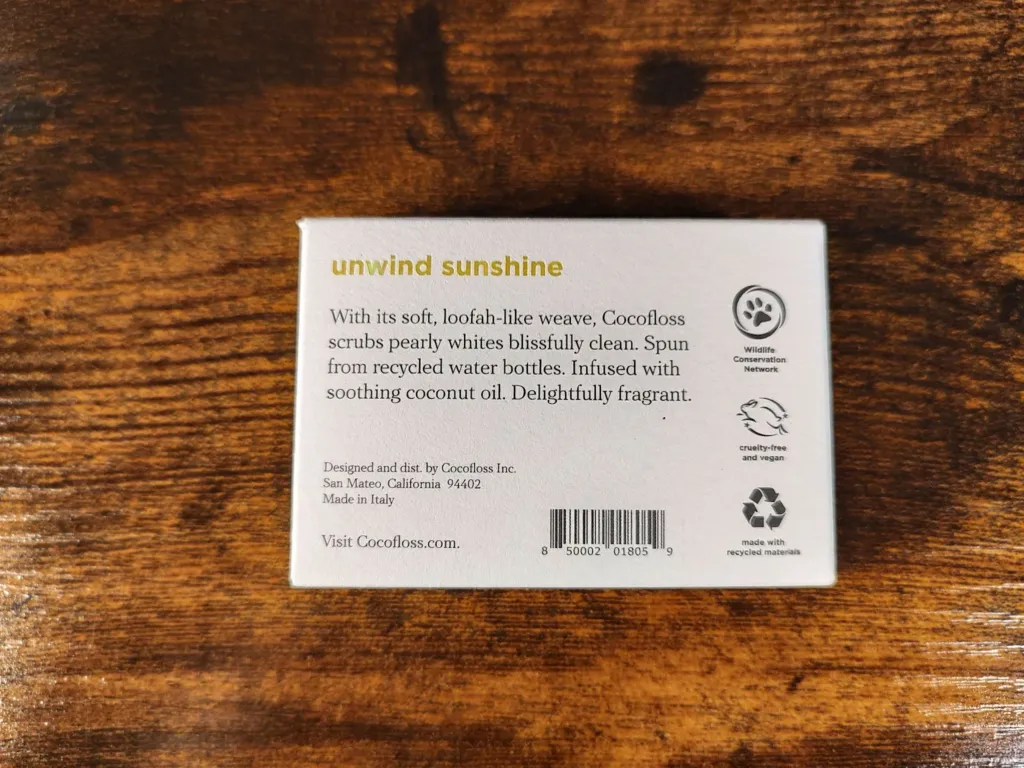 unwind sunshine
With its soft, loofah-like weave, Cocofloss
scrubs pearly whites blissfully clean. Spun
from recycled water bottles. Infused with
soothing coconut oil. Delightfully fragrant.
Designed and dist. by Cocofloss Inc.
San Mateo, California 94402
Made in Italy
Visit Cocofloss.com.
8 50002 01805 9
Wildlife
Conservation
Network
cruelty-free
and vegan
made with
recycled materials